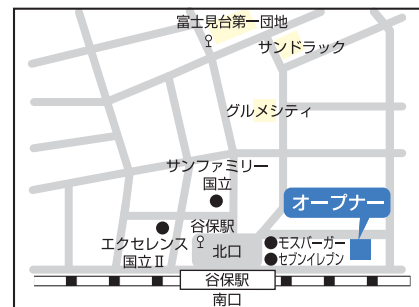 富士見台第一団地
サンドラック
グルメシティ
サンファミリー
国立
オープナー
谷保駅
エクセレンス
国立Ⅱ
北口
モスバーガー
セブンイレブン
谷保駅
南口